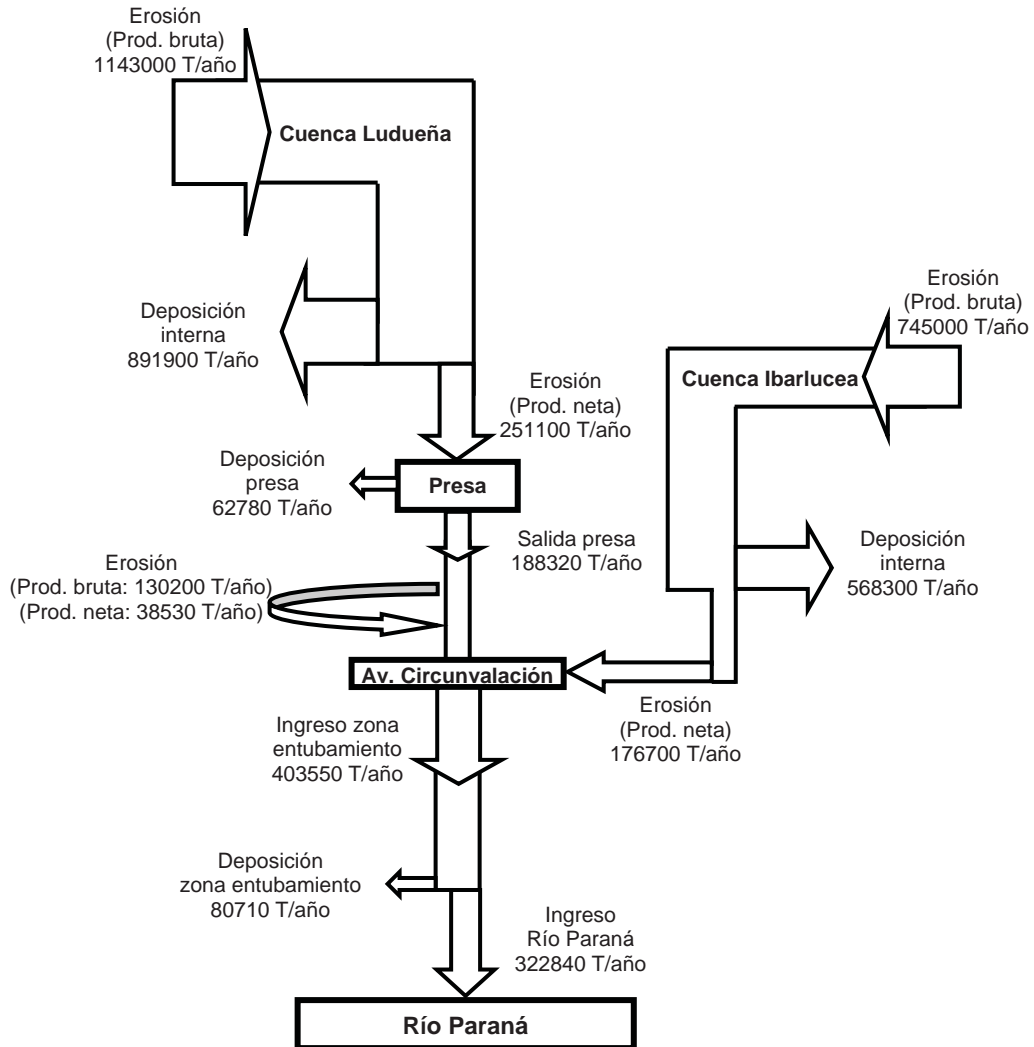 Erosión
(Prod. bruta)
1143000 T/año
Cuenca Ludueña
Deposición
interna
891900 T/año
Erosión
(Prod. bruta)
745000 T/año
Cuenca Ibarlucea
Erosión
(Prod. neta)
251100 T/año
Deposición
presa
62780 T/año
Presa
Salida presa
188320 T/año
Deposición
interna
568300 T/año
Erosión
(Prod. bruta: 130200 T/año)
(Prod. neta: 38530 T/año)
Av. Circunvalación
Erosión
(Prod. neta)
176700 T/año
Ingreso zona
entubamiento
403550 T/año
Deposición
zona entubamiento
80710 T/año
Ingreso
Río Paraná
322840 T/año
Río Paraná